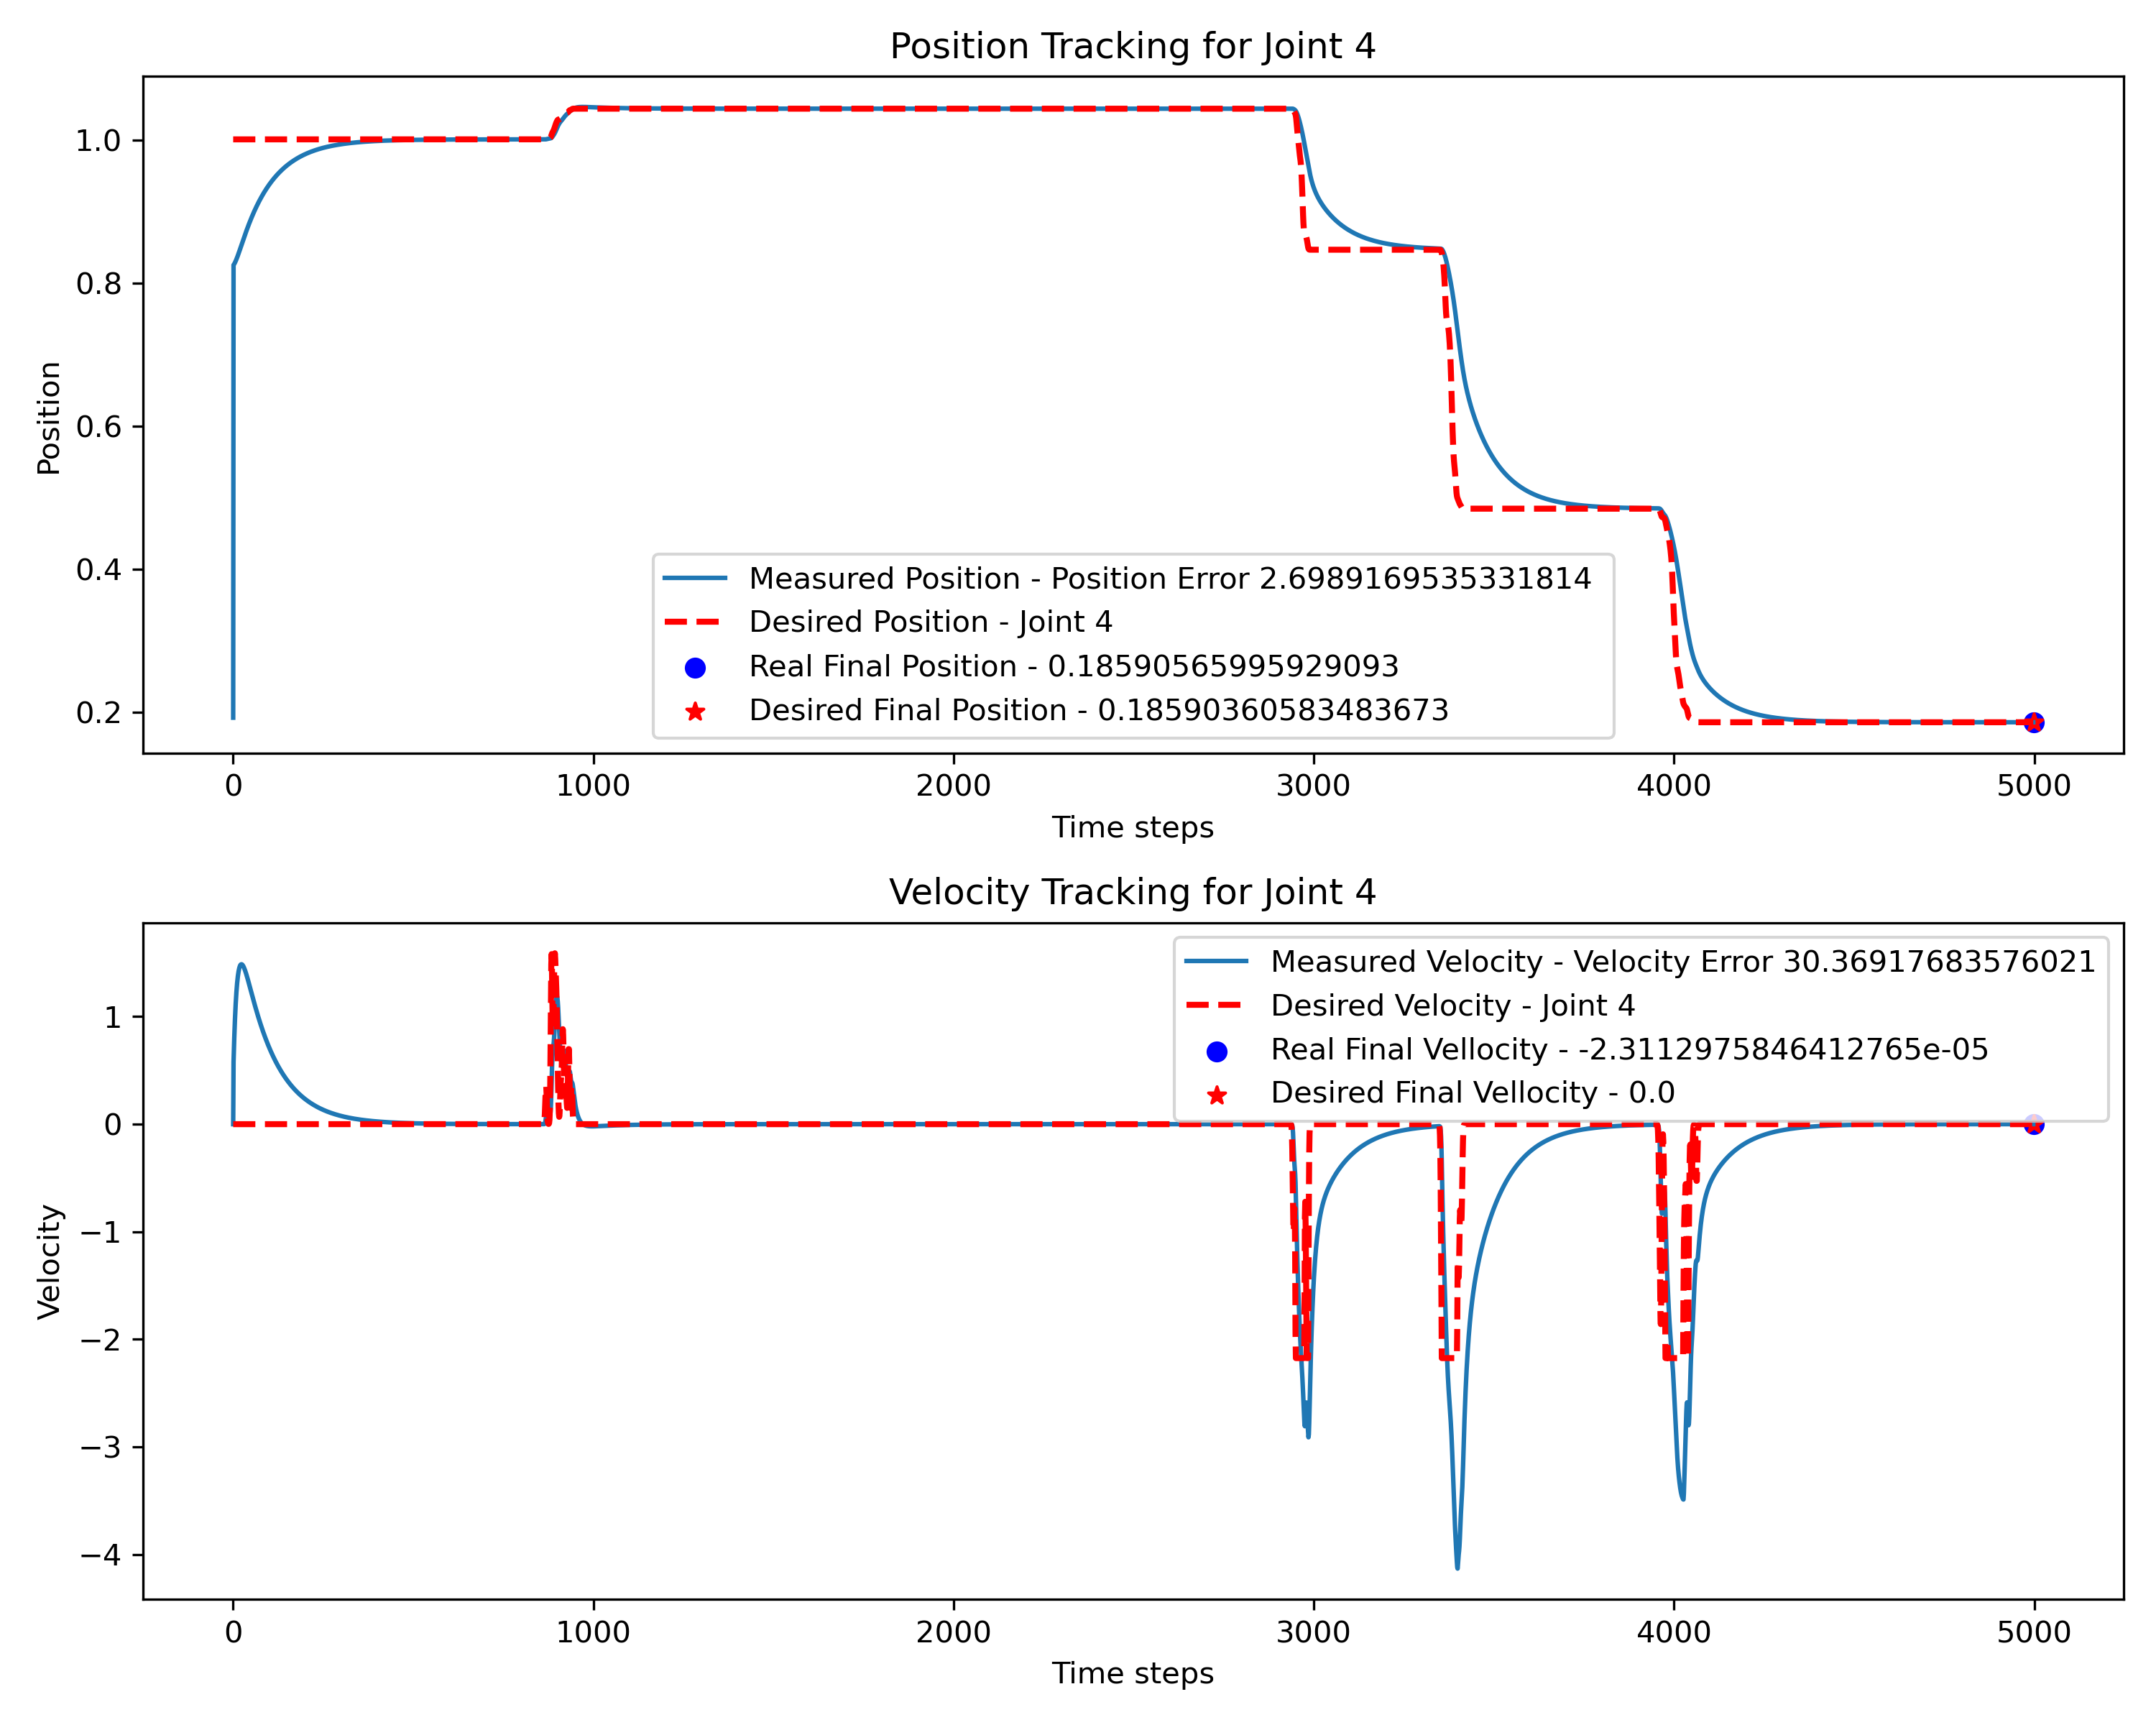 Position Tracking for Joint 4
Position
1.0
0.8
0.6
0.4
0.2
Measured Position - Position Error 2.6989169535331814
Desired Position - Joint 4
Real Final Position - 0.18590565995929093
Desired Final Position - 0.18590360583483673
0 1000 2000 3000 4000 5000
Time steps
Velocity Tracking for Joint 4
Velocity
1
0
−1
−2
−3
−4
Measured Velocity - Velocity Error 30.36917683576021
Desired Velocity - Joint 4
Real Final Vellocity - -2.3112975846412765e-05
Desired Final Vellocity - 0.0
0 1000 2000 3000 4000 5000
Time steps